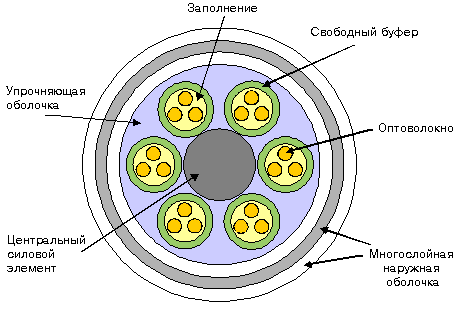 Заполнение
Свободный буфер
Упрочняющая
оболочка
Оптоволокно
Центральный
силовой
элемент
Многослойная
наружная
оболочка